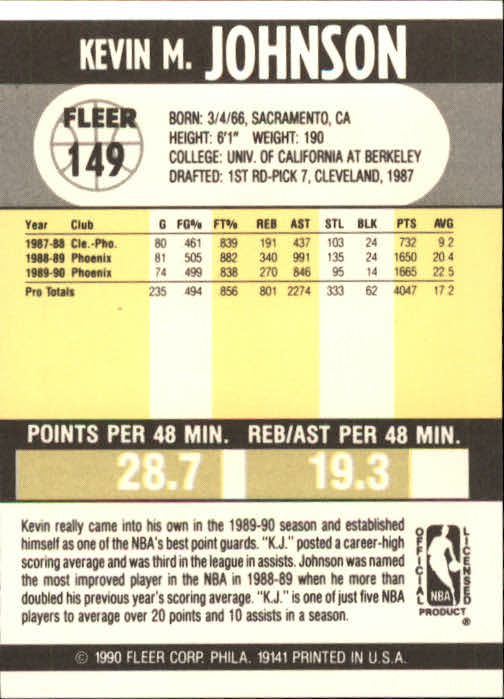 KEVIN M. JOHNSON
FLEER
149
BORN: 3/4/66, SACRAMENTO, CA
HEIGHT: 6'1" WEIGHT: 190
COLLEGE: UNIV. OF CALIFORNIA AT BERKELEY
DRAFTED: 1ST RD-PICK 7, CLEVELAND, 1987
Year Club G FG% FT% REB AST STL BLK PTS AVG
1987-88 Cle.-Pho. 80 461 839 191 437 103 24 732 9.2
1988-89 Phoenix 81 505 882 340 991 135 24 1650 20.4
1989-90 Phoenix 74 499 838 270 846 95 14 1665 22.5
Pro Totals 235 494 856 801 2274 333 62 4047 17.2
POINTS PER 48 MIN. REB/AST PER 48 MIN.
28.7 19.3
Kevin really came into his own in the 1989-90 season and established
himself as one of the NBA's best point guards. "K.J." posted a career-high
scoring average and was third in the league in assists. Johnson was named
the most improved player in the NBA in 1988-89 when he more than
doubled his previous year's scoring average. "K.J." is one of just five NBA
players to average over 20 points and 10 assists in a season.
OFFICIAL
LICENSED
NBA
PRODUCT ®
© 1990 FLEER CORP. PHILA. 19141 PRINTED IN U.S.A.